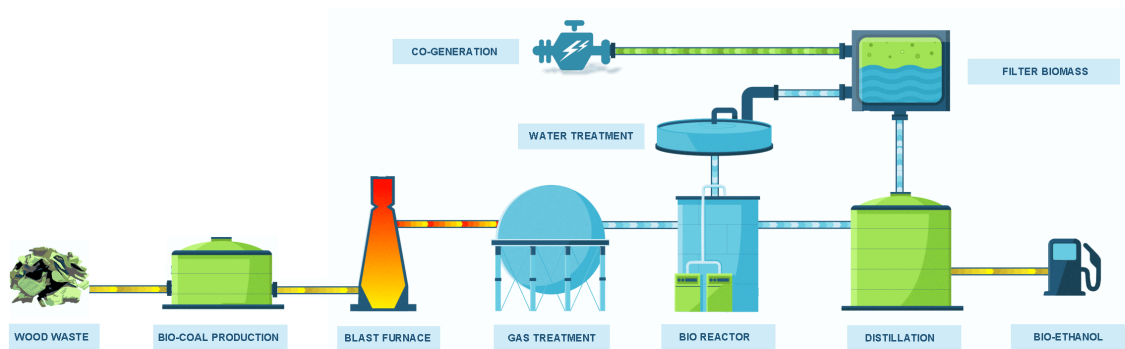 CO-GENERATION
FILTER BIOMASS
WATER TREATMENT
WOOD WASTE
BIO-COAL PRODUCTION
BLAST FURNACE
GAS TREATMENT
BIO REACTOR
DISTILLATION
BIO-ETHANOL